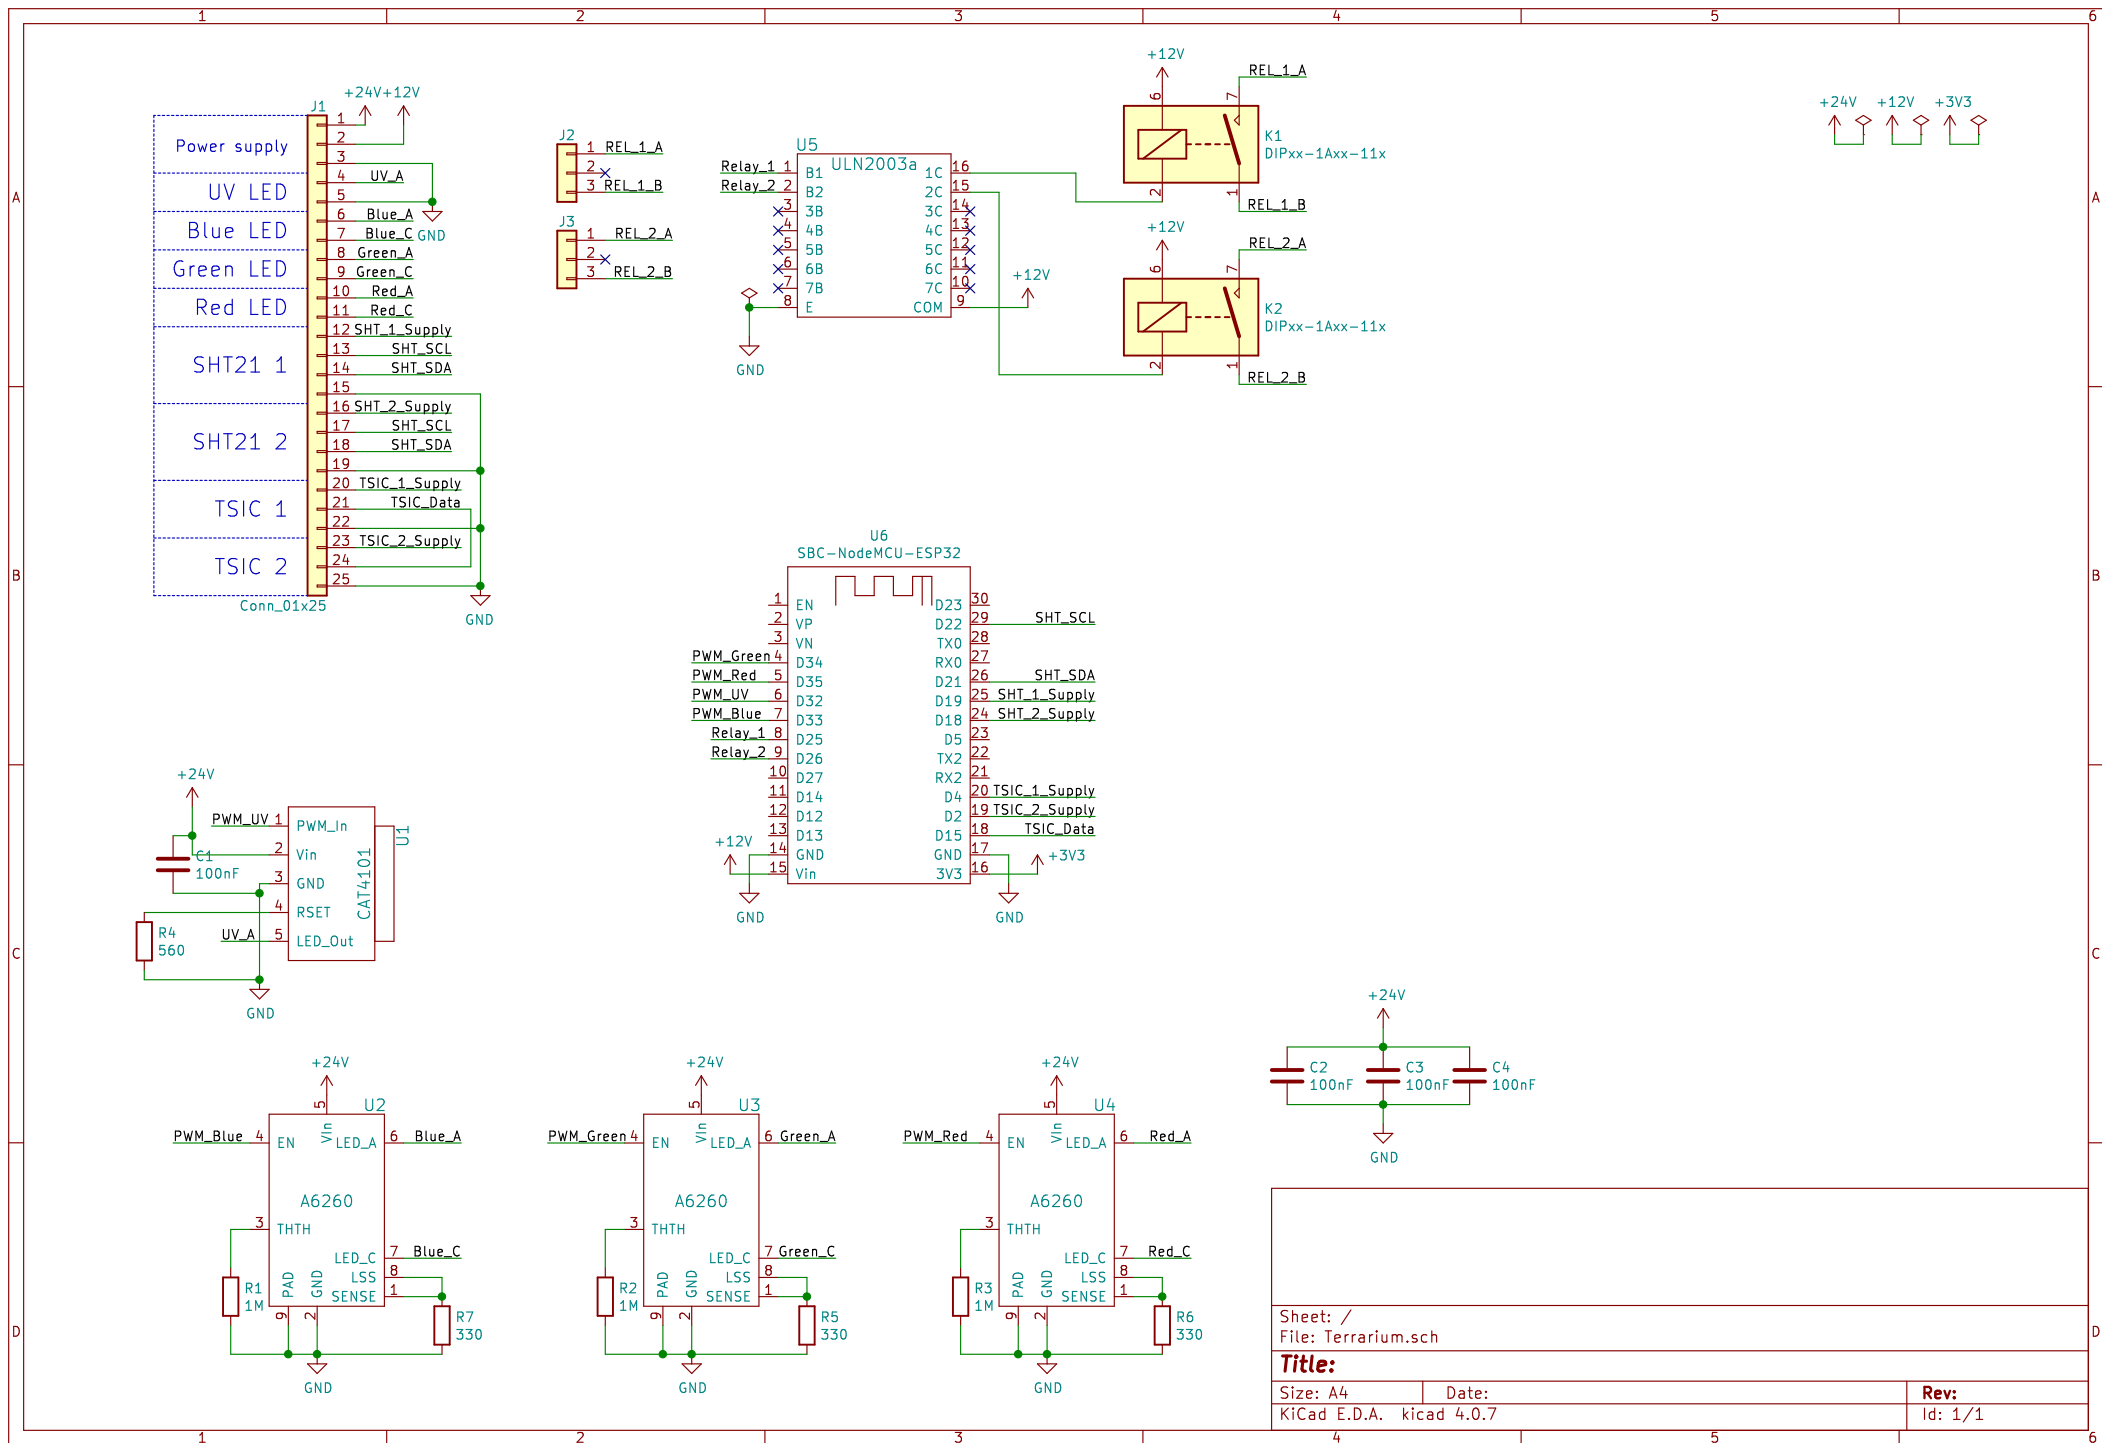 1 2 3 4 5 6
A
B
C
D
A
B
C
D
1 2 3 4 5 6
+24V +12V
J1
Power supply
UV LED
Blue LED
Green LED
Red LED
SHT21 1
SHT21 2
TSIC 1
TSIC 2
1
2
3
4 UV_A
5
6 Blue_A
7 Blue_C
8 Green_A
9 Green_C
10 Red_A
11 Red_C
12 SHT_1_Supply
13 SHT_SCL
14 SHT_SDA
15
16 SHT_2_Supply
17 SHT_SCL
18 SHT_SDA
19
20 TSIC_1_Supply
21 TSIC_Data
22
23 TSIC_2_Supply
24
25
GND
GND
Conn_01x25
J2
1 REL_1_A
2
3 REL_1_B
J3
1 REL_2_A
2
3 REL_2_B
U5
ULN2003a
Relay_1 1 B1 1C 16
Relay_2 2 B2 2C 15
3 3B 3C 14
4 4B 4C 13
5 5B 5C 12
6 6B 6C 11
7 7B 7C 10
8 E COM 9
+12V
GND
+12V
REL_1_A
6 7
K1
DIPxx-1Axx-11x
2 1
REL_1_B
+12V
REL_2_A
6 7
K2
DIPxx-1Axx-11x
2 1
REL_2_B
+24V +12V +3V3
U6
SBC-NodeMCU-ESP32
1 EN D23 30
2 VP D22 29 SHT_SCL
3 VN TX0 28
PWM_Green 4 D34 RX0 27
PWM_Red 5 D35 D21 26 SHT_SDA
PWM_UV 6 D32 D19 25 SHT_1_Supply
PWM_Blue 7 D33 D18 24 SHT_2_Supply
Relay_1 8 D25 D5 23
Relay_2 9 D26 TX2 22
10 D27 RX2 21
11 D14 D4 20 TSIC_1_Supply
12 D12 D2 19 TSIC_2_Supply
13 D13 D15 18 TSIC_Data
14 GND GND 17
15 Vin 3V3 16
+12V
+3V3
GND
GND
+24V
PWM_UV 1 PWM_In
2 Vin
3 GND
4 RSET
UV_A 5 LED_Out
CAT4101
U1
C1
100nF
R4
560
GND
+24V
U2
5 Vin
PWM_Blue 4 EN LED_A 6 Blue_A
A6260
3 THTH
LED_C 7 Blue_C
LSS 8
SENSE 1
PAD GND
9 2
R1
1M
R7
330
GND
+24V
U3
5 Vin
PWM_Green 4 EN LED_A 6 Green_A
A6260
3 THTH
LED_C 7 Green_C
LSS 8
SENSE 1
PAD GND
9 2
R2
1M
R5
330
GND
+24V
U4
5 Vin
PWM_Red 4 EN LED_A 6 Red_A
A6260
3 THTH
LED_C 7 Red_C
LSS 8
SENSE 1
PAD GND
9 2
R3
1M
R6
330
GND
+24V
C2
100nF
C3
100nF
C4
100nF
GND
Sheet: /
File: Terrarium.sch
Title:
Size: A4 Date: Rev:
KiCad E.D.A. kicad 4.0.7 Id: 1/1